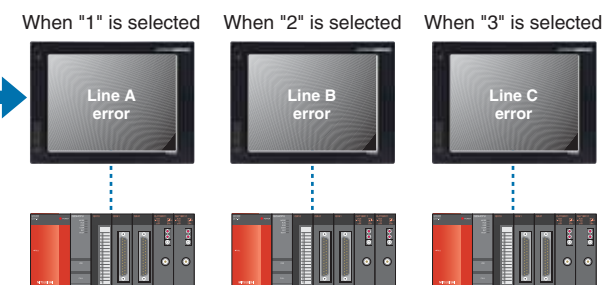 When "1" is selected
When "2" is selected
When "3" is selected
Line A
error
Line B
error
Line C
error